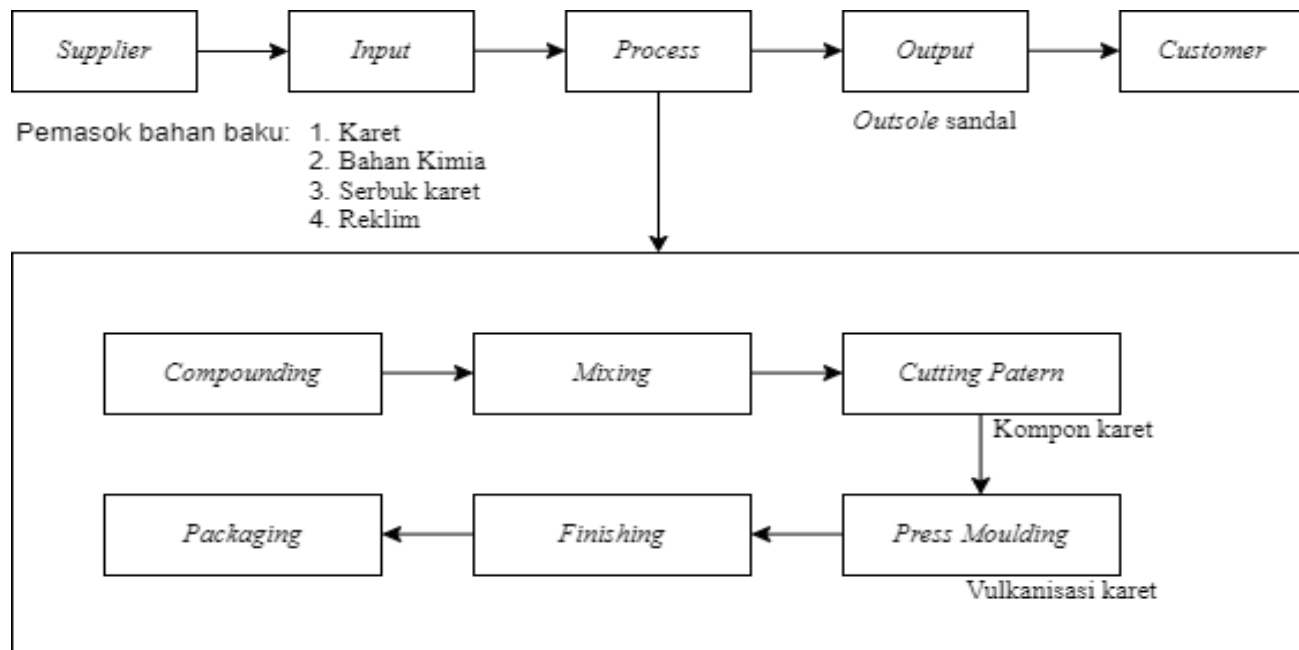 Supplier
Input
Process
Output
Customer
Pemasok bahan baku:
1. Karet
2. Bahan Kimia
3. Serbuk karet
4. Reklim
Outsole sandal
Compounding
Mixing
Cutting Patern
Kompon karet
Packaging
Finishing
Press Moulding
Vulkanisasi karet